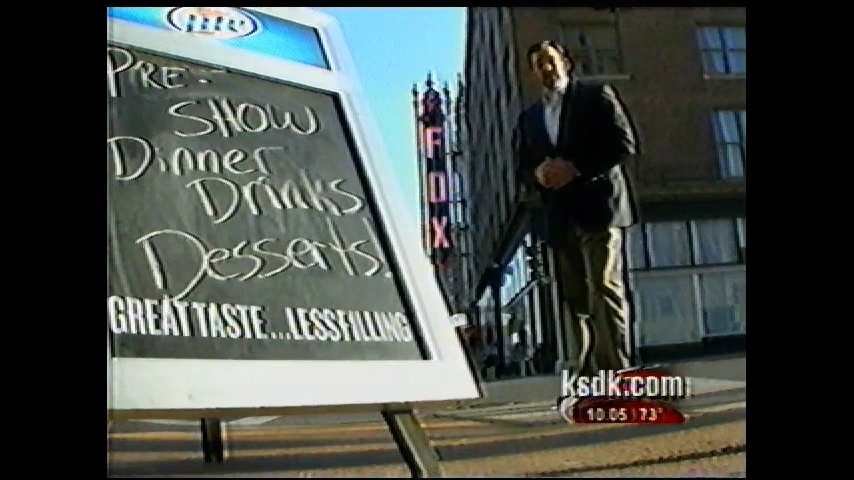 PRE-
SHOW
Dinner
Drinks
Desserts.
GREAT TASTE...LESS FILLING
FOX
ksdk.com
10:05 73°